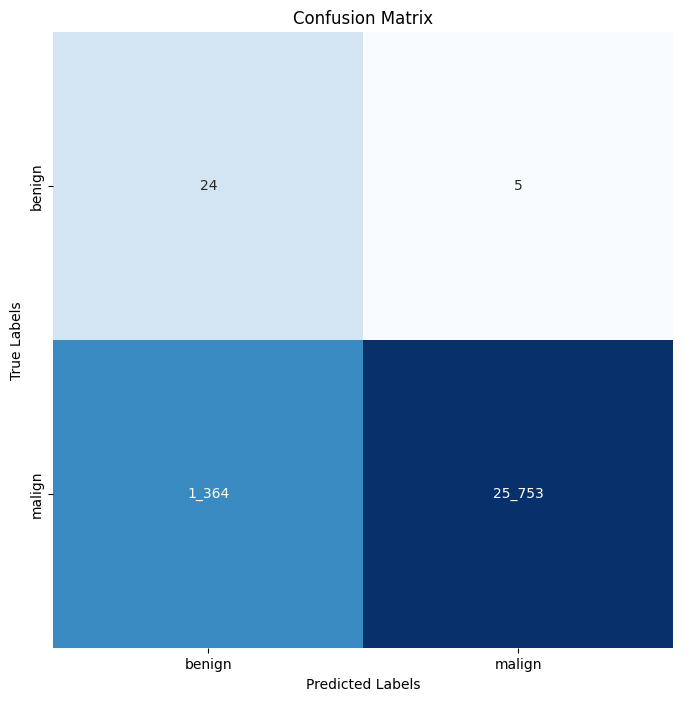 Confusion Matrix
True Labels
benign
24
5
malign
1_364
25_753
benign
malign
Predicted Labels